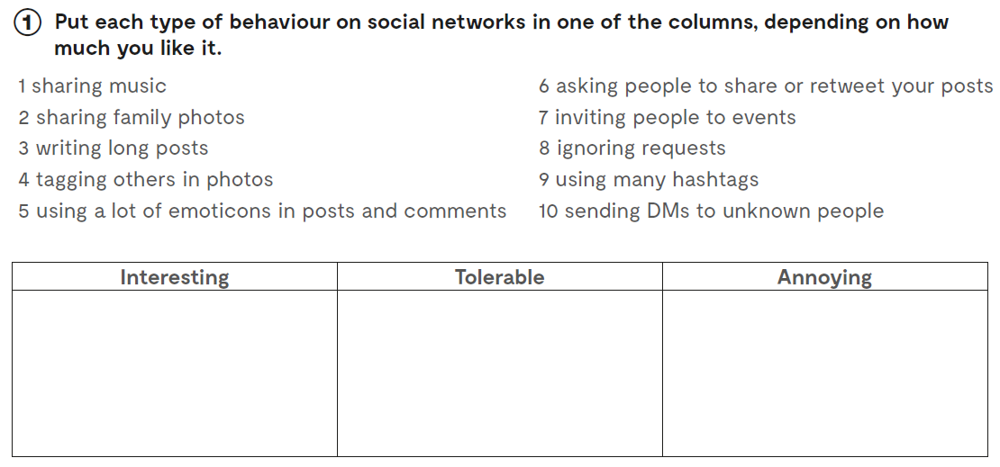 1 Put each type of behaviour on social networks in one of the columns, depending on how
much you like it.
1 sharing music
2 sharing family photos
3 writing long posts
4 tagging others in photos
5 using a lot of emoticons in posts and comments
6 asking people to share or retweet your posts
7 inviting people to events
8 ignoring requests
9 using many hashtags
10 sending DMs to unknown people
Interesting Tolerable Annoying